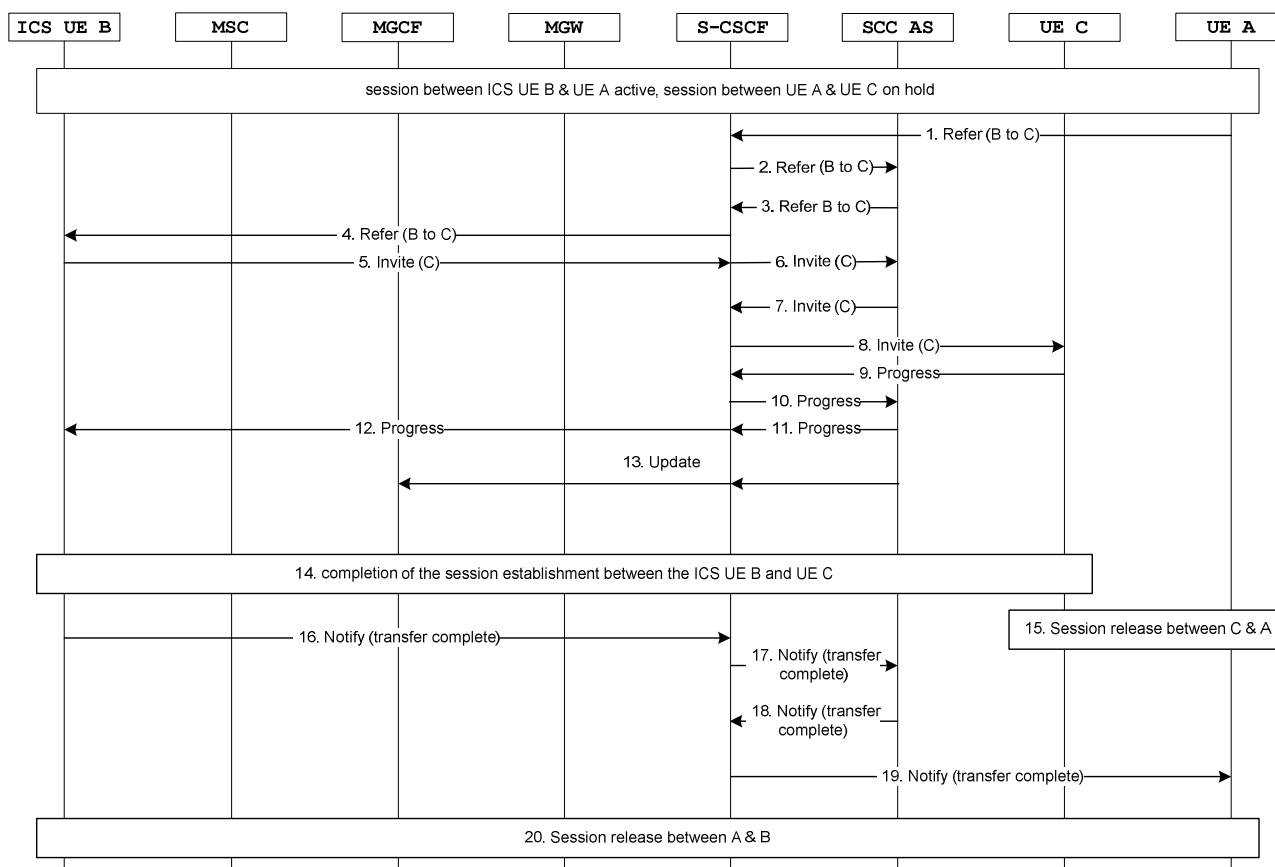 ICS UE B MSC MGCF MGW S-CSCF SCC AS UE C UE A
session between ICS UE B & UE A active, session between UE A & UE C on hold
1. Refer (B to C)
2. Refer (B to C)
3. Refer B to C)
4. Refer (B to C)
5. Invite (C)
6. Invite (C)
7. Invite (C)
8. Invite (C)
9. Progress
10. Progress
12. Progress
11. Progress
13. Update
14. completion of the session establishment between the ICS UE B and UE C
15. Session release between C & A
16. Notify (transfer complete)
17. Notify (transfer
complete)
18. Notify (transfer
complete)
19. Notify (transfer complete)
20. Session release between A & B